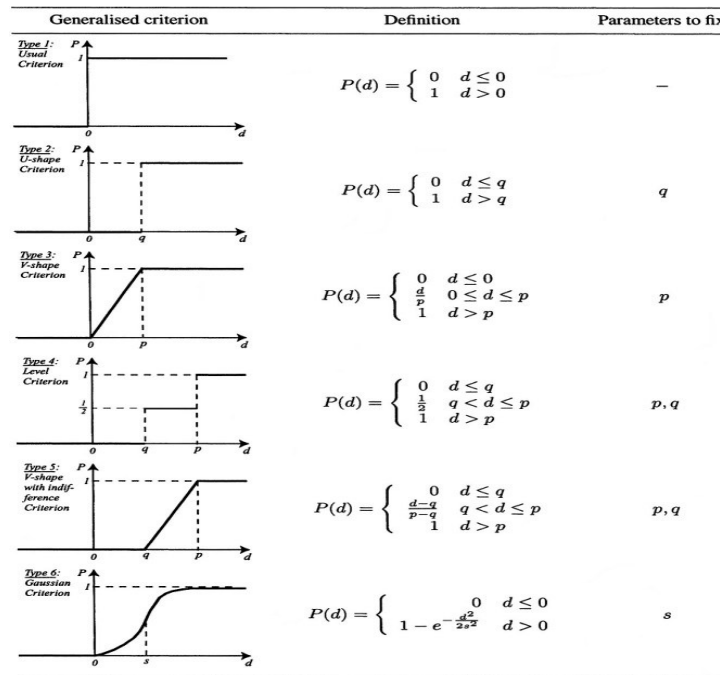 Generalised criterion Definition Parameters to fix
Type 1:
Usual
Criterion
P
1
0
d
P(d) = { 0 d ≤ 0
1 d > 0
–
Type 2:
U-shape
Criterion
P
1
0 q d
P(d) = { 0 d ≤ q
1 d > q
q
Type 3:
V-shape
Criterion
P
1
0 p d
P(d) = { 0 d ≤ 0
d/p 0 ≤ d ≤ p
1 d > p
p
Type 4:
Level
Criterion
P
1
1/2
0 q p d
P(d) = { 0 d ≤ q
1/2 q < d ≤ p
1 d > p
p, q
Type 5:
V-shape
with indif-
ference
Criterion
P
1
0 q p d
P(d) = { 0 d ≤ q
d−q/p−q q < d ≤ p
1 d > p
p, q
Type 6:
Gaussian
Criterion
P
1
0 s d
P(d) = { 0 d ≤ 0
1 − e^−d²/2s² d > 0
s